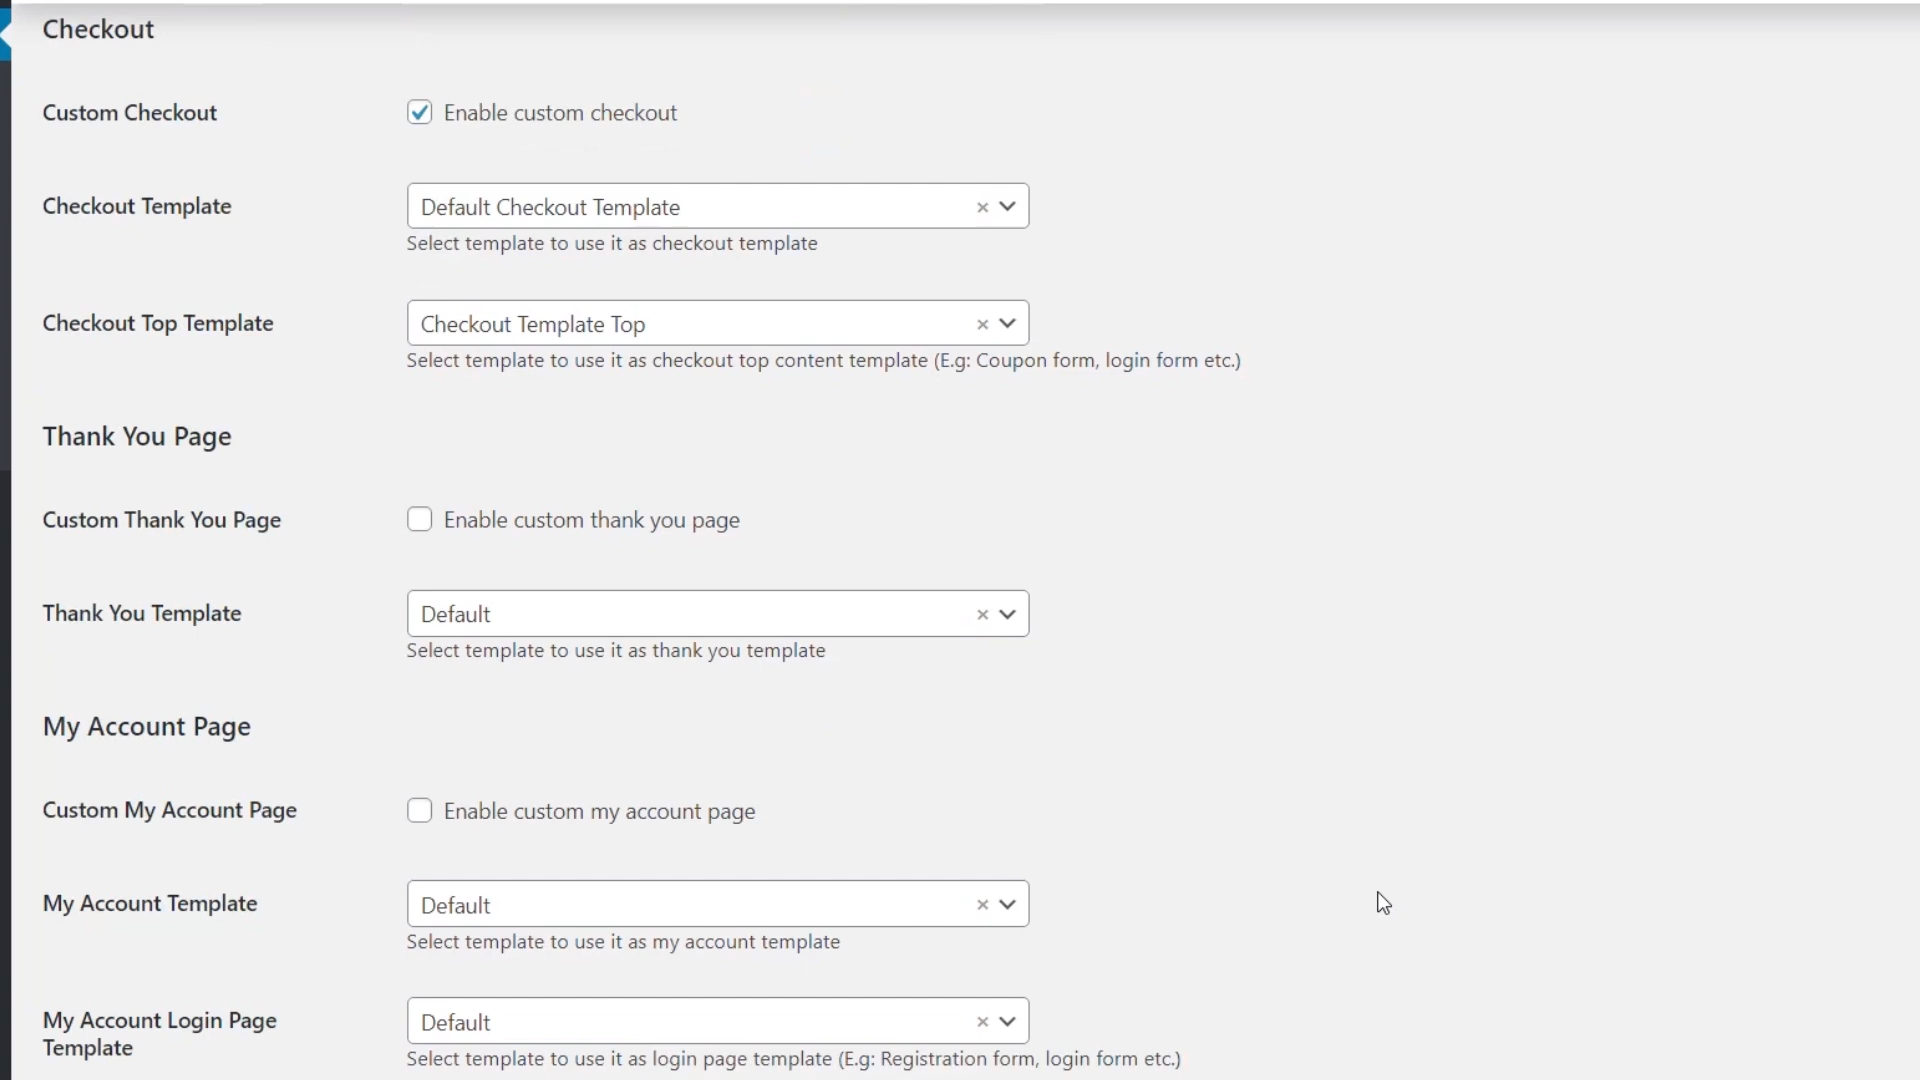 Checkout
Custom Checkout
Enable custom checkout
Checkout Template
Default Checkout Template
Select template to use it as checkout template
Checkout Top Template
Checkout Template Top
Select template to use it as checkout top content template (E.g: Coupon form, login form etc.)
Thank You Page
Custom Thank You Page
Enable custom thank you page
Thank You Template
Default
Select template to use it as thank you template
My Account Page
Custom My Account Page
Enable custom my account page
My Account Template
Default
Select template to use it as my account template
My Account Login Page
Template
Default
Select template to use it as login page template (E.g: Registration form, login form etc.)